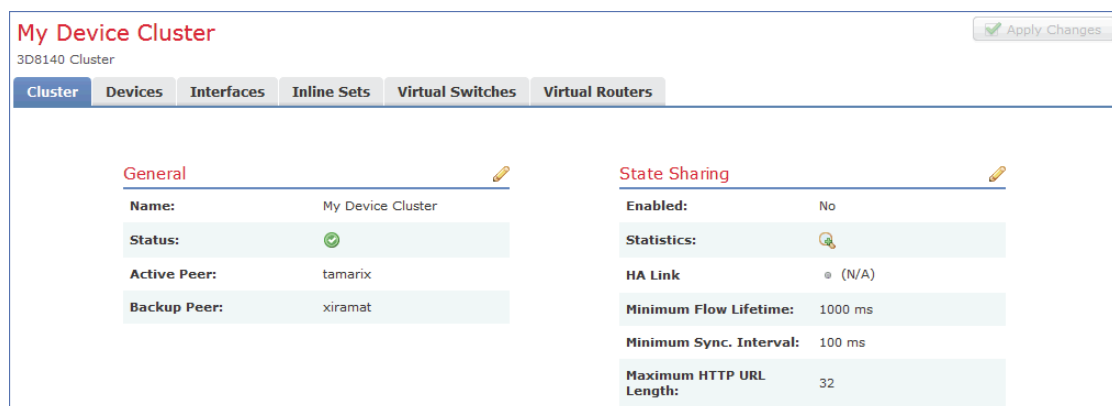 My Device Cluster
Apply Changes
3D8140 Cluster
Cluster Devices Interfaces Inline Sets Virtual Switches Virtual Routers
General
Name: My Device Cluster
Status:
Active Peer: tamarix
Backup Peer: xiramat
State Sharing
Enabled: No
Statistics:
HA Link (N/A)
Minimum Flow Lifetime: 1000 ms
Minimum Sync. Interval: 100 ms
Maximum HTTP URL
Length: 32